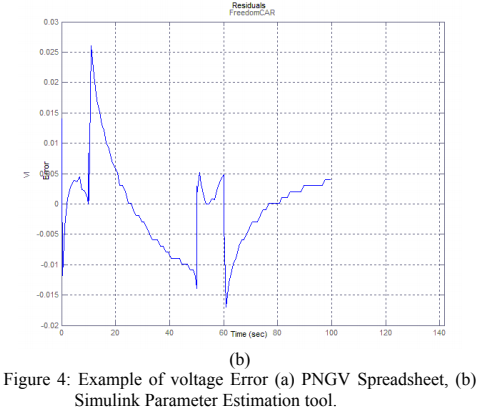 Residuals
FreedomCAR
0.03
0.025
0.02
0.015
0.01
0.005
0
-0.005
-0.01
-0.015
-0.02
VI
Error
0
20
40
60
80
100
120
140
Time (sec)
(b)
Figure 4: Example of voltage Error (a) PNGV Spreadsheet, (b)
Simulink Parameter Estimation tool.